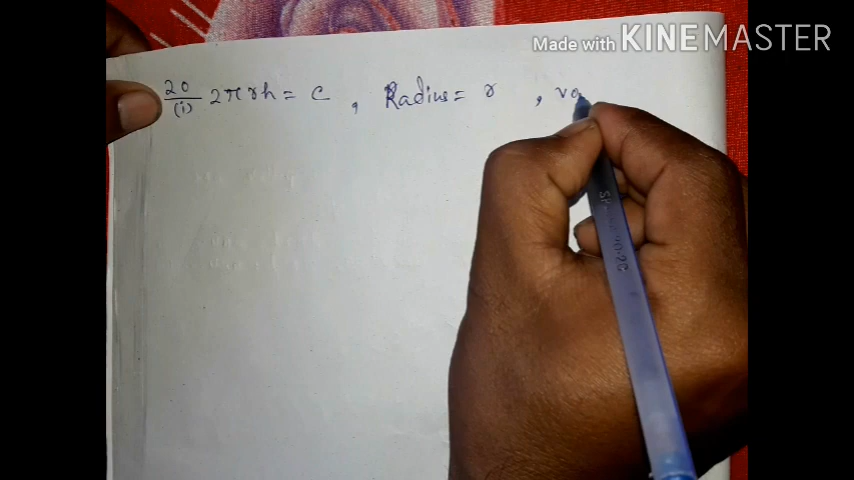 Made with KINEMASTER
20/(i) 2πrh = C , Radius = r , vo